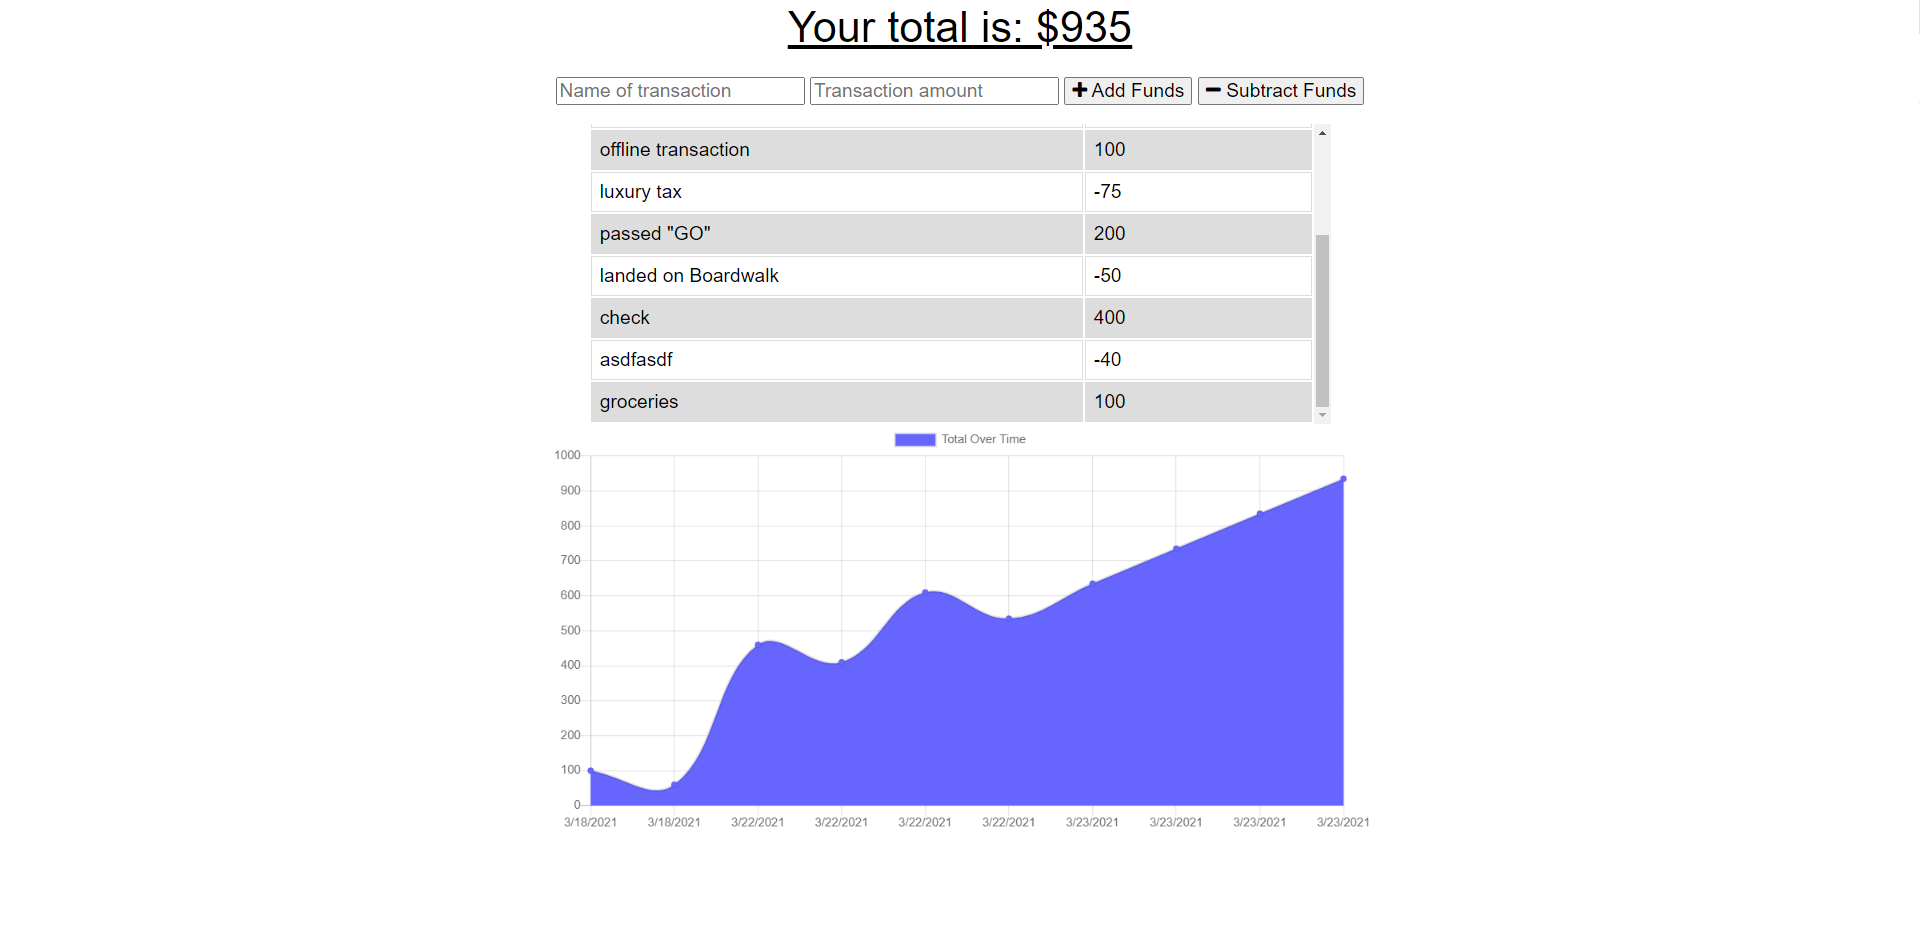 Your total is: $935
Name of transaction Transaction amount Add Funds Subtract Funds
offline transaction 100
luxury tax -75
passed "GO" 200
landed on Boardwalk -50
check 400
asdfasdf -40
groceries 100
Total Over Time
1000
900
800
700
600
500
400
300
200
100
0
3/18/2021 3/18/2021 3/22/2021 3/22/2021 3/22/2021 3/22/2021 3/23/2021 3/23/2021 3/23/2021 3/23/2021